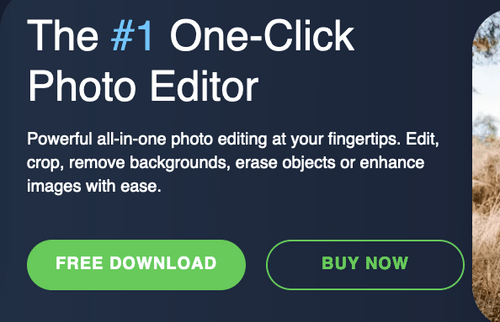 The #1 One-Click
Photo Editor
Powerful all-in-one photo editing at your fingertips. Edit,
crop, remove backgrounds, erase objects or enhance
images with ease.
FREE DOWNLOAD
BUY NOW